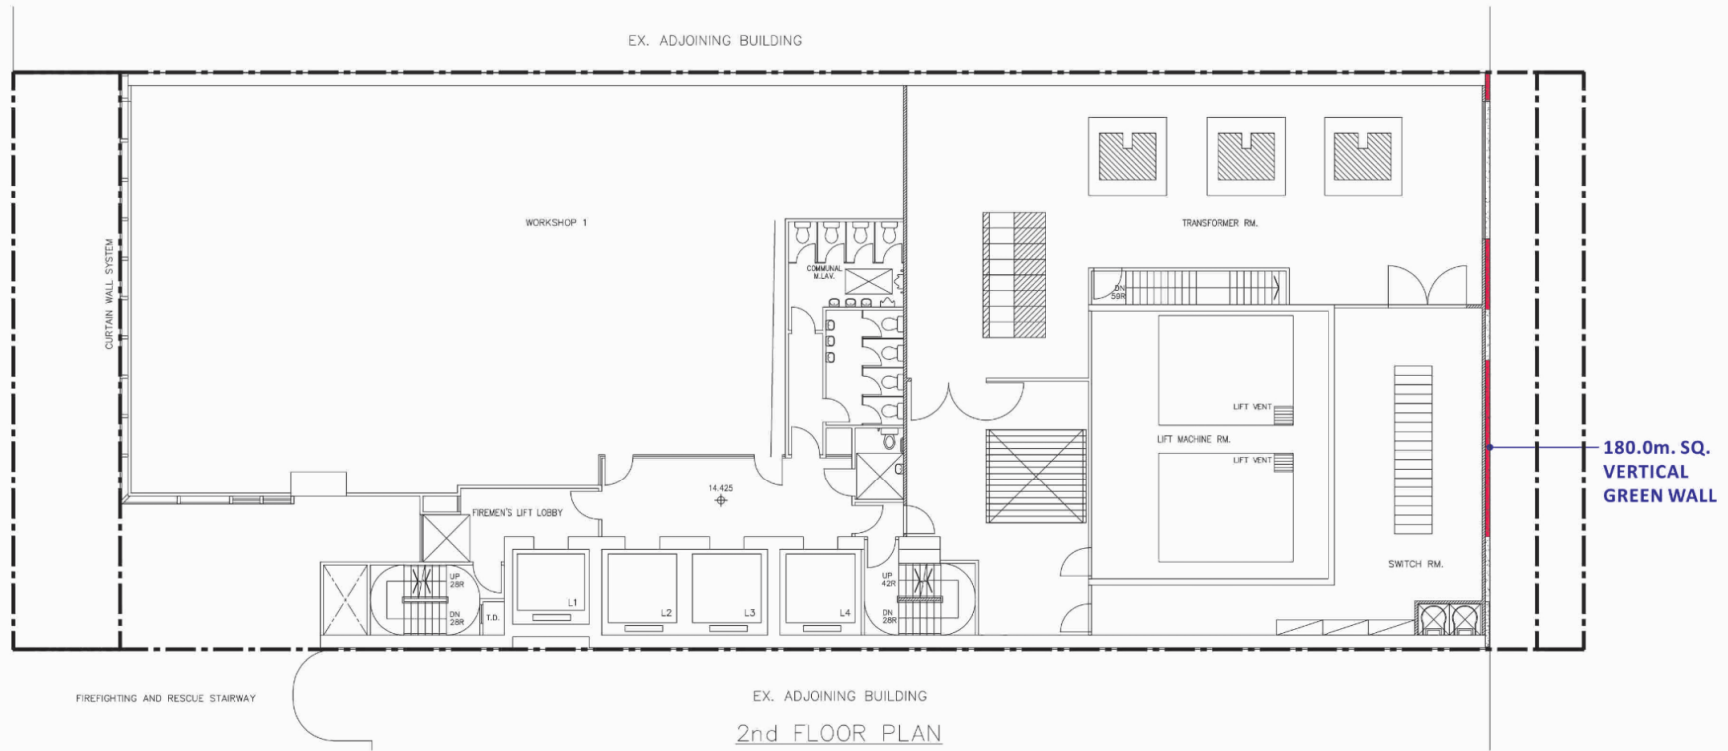 EX. ADJOINING BUILDING
CURTAIN WALL SYSTEM
WORKSHOP 1
COMMUNAL
M.LAV.
TRANSFORMER RM.
DN
59R
LIFT VENT
LIFT MACHINE RM.
LIFT VENT
180.0m. SQ.
VERTICAL
GREEN WALL
14.425
FIREMEN'S LIFT LOBBY
SWITCH RM.
UP
28R
DN
28R
T.D.
L1
L2
L3
L4
UP
42R
DN
28R
FIREFIGHTING AND RESCUE STAIRWAY
EX. ADJOINING BUILDING
2nd FLOOR PLAN